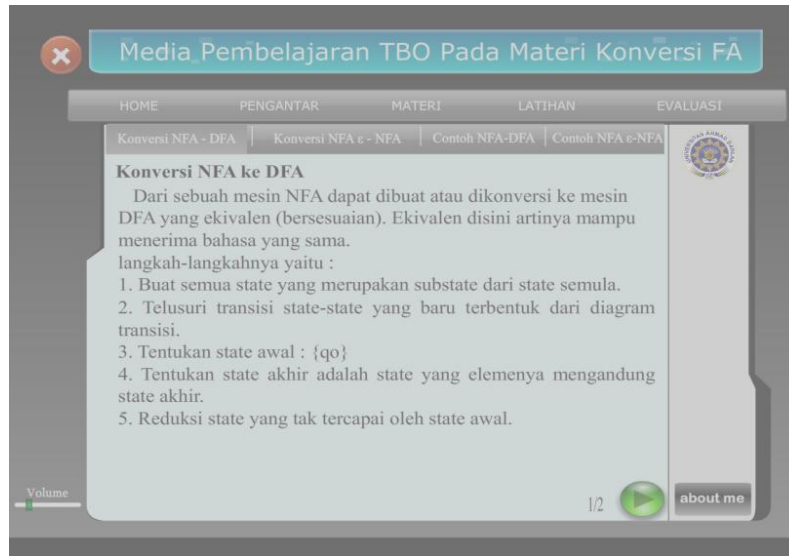 Media Pembelajaran TBO Pada Materi Konversi FA
HOME PENGANTAR MATERI LATIHAN EVALUASI
Konversi NFA - DFA Konversi NFA ε - NFA Contoh NFA-DFA Contoh NFA ε-NFA
Konversi NFA ke DFA
Dari sebuah mesin NFA dapat dibuat atau dikonversi ke mesin
DFA yang ekivalen (bersesuaian). Ekivalen disini artinya mampu
menerima bahasa yang sama.
langkah-langkahnya yaitu :
1. Buat semua state yang merupakan substate dari state semula.
2. Telusuri transisi state-state yang baru terbentuk dari diagram
transisi.
3. Tentukan state awal : {qo}
4. Tentukan state akhir adalah state yang elemenya mengandung
state akhir.
5. Reduksi state yang tak tercapai oleh state awal.
Volume
1/2
about me
UNIVERSITAS AHMAD DAHLAN